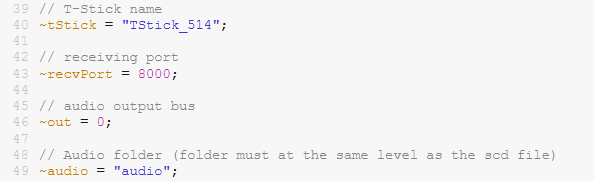 39 // T-Stick name
40 ~tStick = "TStick_514";
41
42 // receiving port
43 ~recvPort = 8000;
44
45 // audio output bus
46 ~out = 0;
47
48 // Audio folder (folder must at the same level as the scd file)
49 ~audio = "audio";